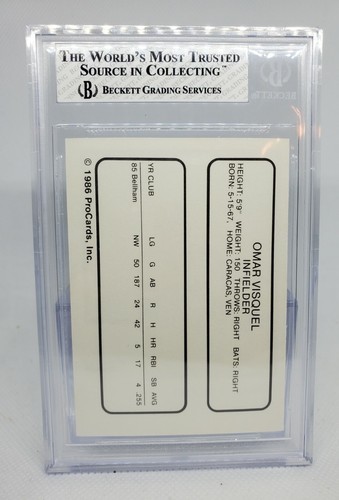 THE WORLD'S MOST TRUSTED
SOURCE IN COLLECTING™
B BECKETT GRADING SERVICES
OMAR VISQUEL
INFIELDER
HEIGHT: 5'9" WEIGHT: 150 THROWS: RIGHT BATS: RIGHT
BORN: 5-15-67, HOME: CARACAS, VEN
YR CLUB LG G AB R H HR RBI SB AVG
85 Bellham NW 50 187 24 42 5 17 4 .255
© 1986 ProCards, Inc.